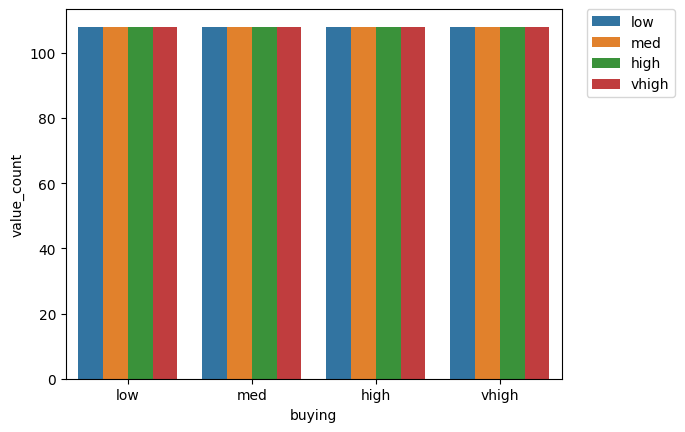 low
med
high
vhigh
100
80
60
40
20
0
value_count
low med high vhigh
buying